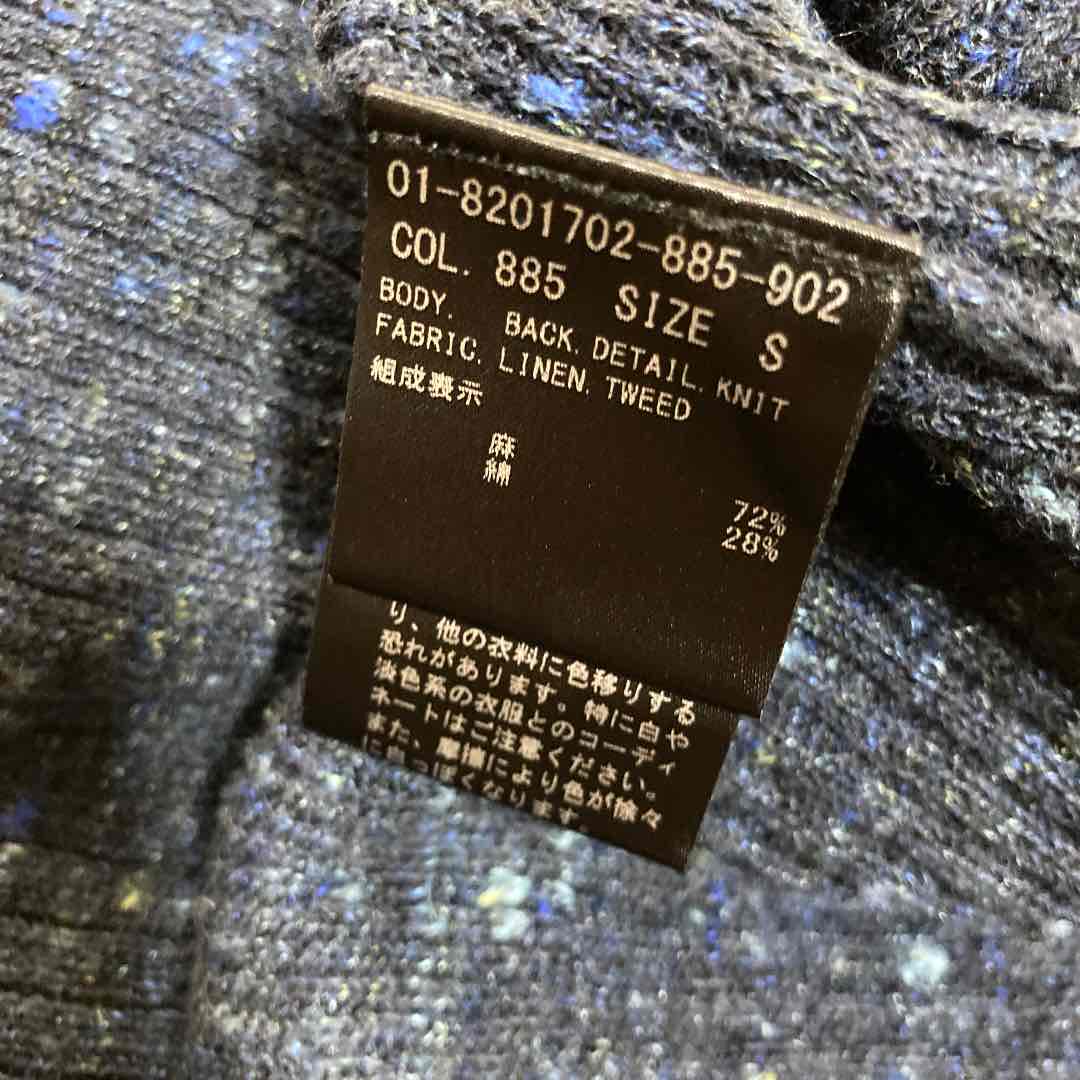 01-8201702-885-902
COL. 885 SIZE S
BODY. BACK. DETAIL. KNIT
FABRIC. LINEN. TWEED
組成表示
麻 72%
綿 28%
り、他の衣料に色移りする
恐れがあります。特に白や
淡色系の衣服とのコーディ
ネートはご注意ください。
また、摩擦により色が徐々
に白っぽくなります。